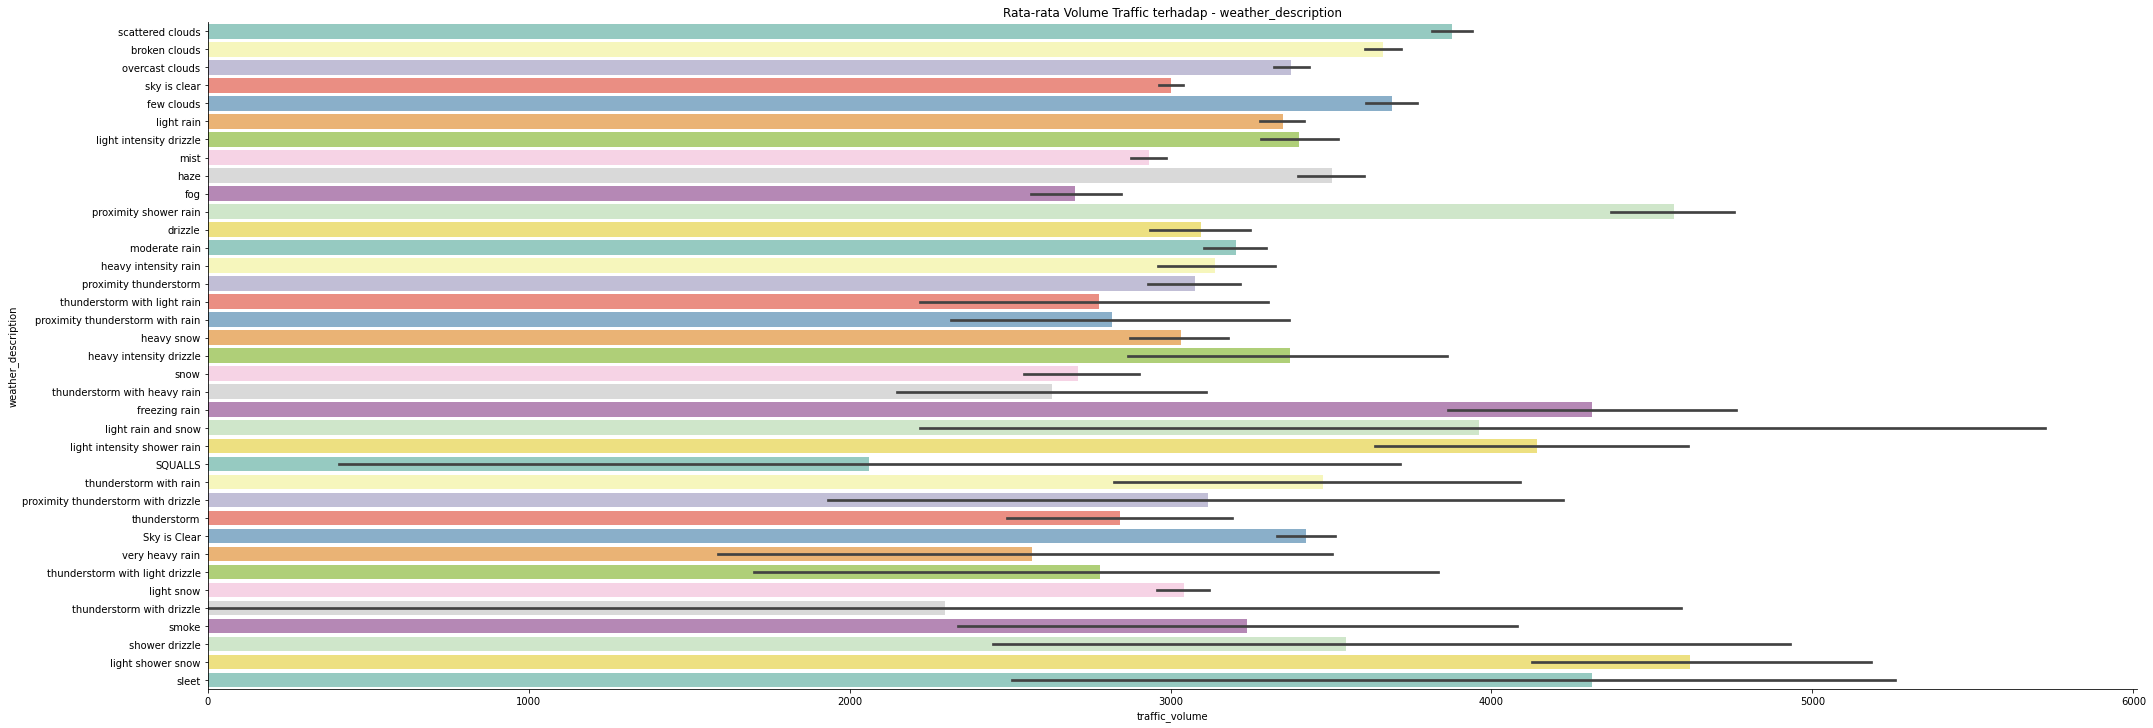 Rata-rata Volume Traffic terhadap - weather_description
scattered clouds
broken clouds
overcast clouds
sky is clear
few clouds
light rain
light intensity drizzle
mist
haze
fog
proximity shower rain
drizzle
moderate rain
heavy intensity rain
proximity thunderstorm
thunderstorm with light rain
proximity thunderstorm with rain
heavy snow
heavy intensity drizzle
snow
thunderstorm with heavy rain
freezing rain
light rain and snow
light intensity shower rain
SQUALLS
thunderstorm with rain
proximity thunderstorm with drizzle
thunderstorm
Sky is Clear
very heavy rain
thunderstorm with light drizzle
light snow
thunderstorm with drizzle
smoke
shower drizzle
light shower snow
sleet
weather_description
0 1000 2000 3000 4000 5000 6000
traffic_volume